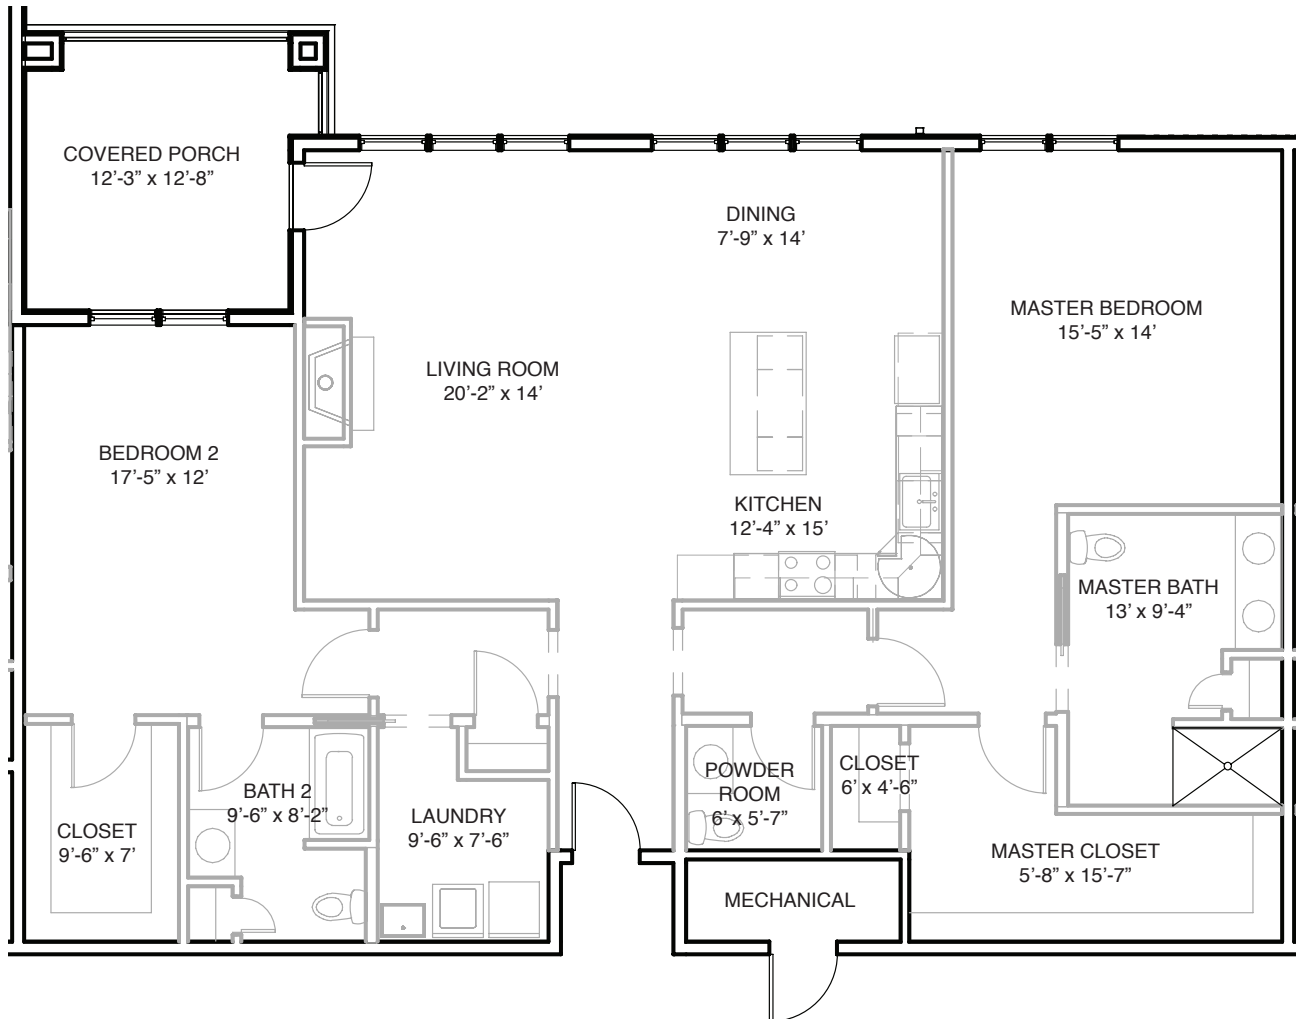 COVERED PORCH
12'-3” x 12'-8”
DINING
7'-9” x 14'
MASTER BEDROOM
15'-5” x 14'
LIVING ROOM
20'-2” x 14'
BEDROOM 2
17'-5” x 12'
KITCHEN
12'-4” x 15'
MASTER BATH
13' x 9'-4”
POWDER
ROOM
6' x 5'-7”
CLOSET
6' x 4'-6”
BATH 2
9'-6” x 8'-2”
LAUNDRY
9'-6” x 7'-6”
CLOSET
9'-6” x 7'
MASTER CLOSET
5'-8” x 15'-7”
MECHANICAL